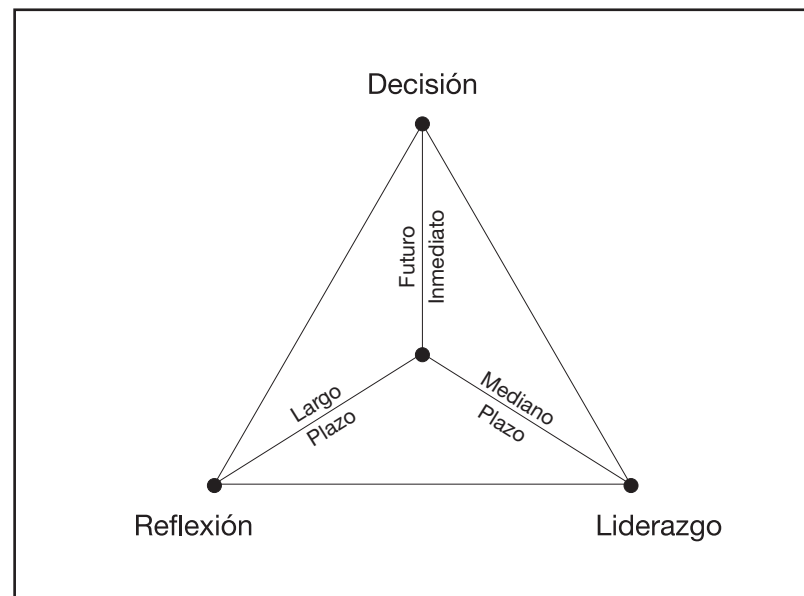 Decisión
Futuro
Inmediato
Largo
Plazo
Mediano
Plazo
Reflexión
Liderazgo